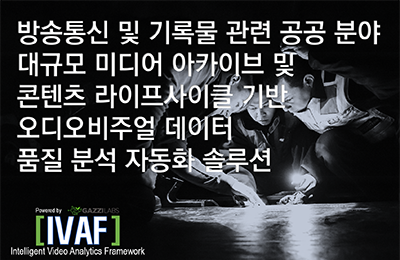 방송통신 및 기록물 관련 공공 분야
대규모 미디어 아카이브 및
콘텐츠 라이프사이클 기반
오디오비주얼 데이터
품질 분석 자동화 솔루션
Powered by GAZZILABS
[IVAF]
Intelligent Video Analytics Framework